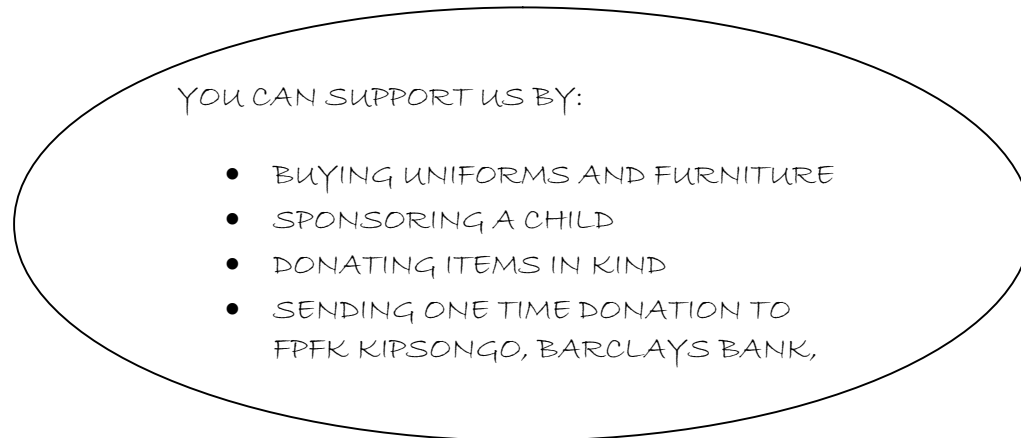 YOU CAN SUPPORT US BY:
• BUYING UNIFORMS AND FURNITURE
• SPONSORING A CHILD
• DONATING ITEMS IN KIND
• SENDING ONE TIME DONATION TO
FPFK KIPSONGO, BARCLAYS BANK,